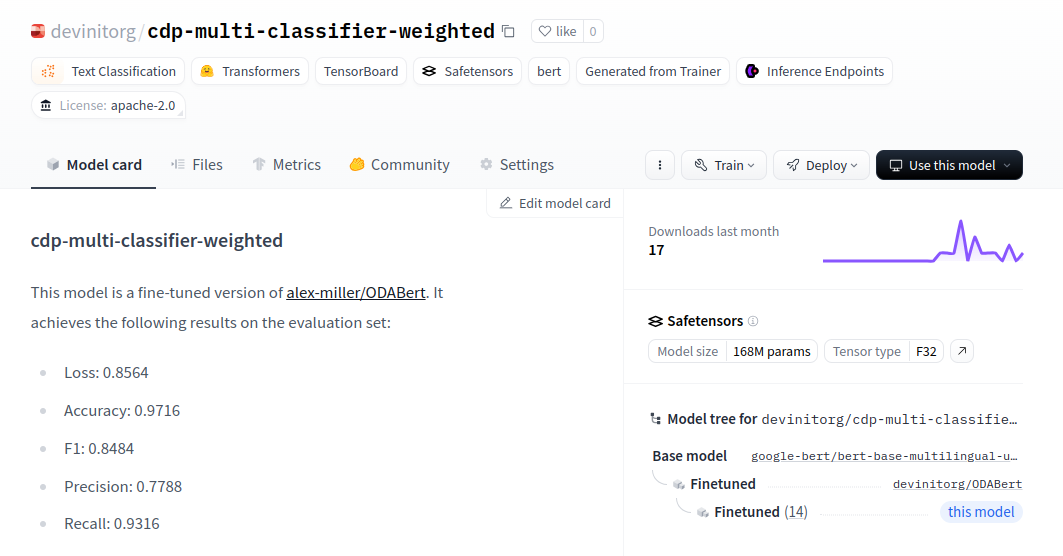 devinitorg/cdp-multi-classifier-weighted like 0
Text Classification Transformers TensorBoard Safetensors bert Generated from Trainer Inference Endpoints
License: apache-2.0
Model card Files Metrics Community Settings Train Deploy Use this model
Edit model card
cdp-multi-classifier-weighted
This model is a fine-tuned version of alex-miller/ODABert. It
achieves the following results on the evaluation set:
Loss: 0.8564
Accuracy: 0.9716
F1: 0.8484
Precision: 0.7788
Recall: 0.9316
Downloads last month
17
Safetensors
Model size 168M params Tensor type F32
Model tree for devinitorg/cdp-multi-classifie…
Base model google-bert/bert-base-multilingual-u…
Finetuned devinitorg/ODABert
Finetuned (14) this model